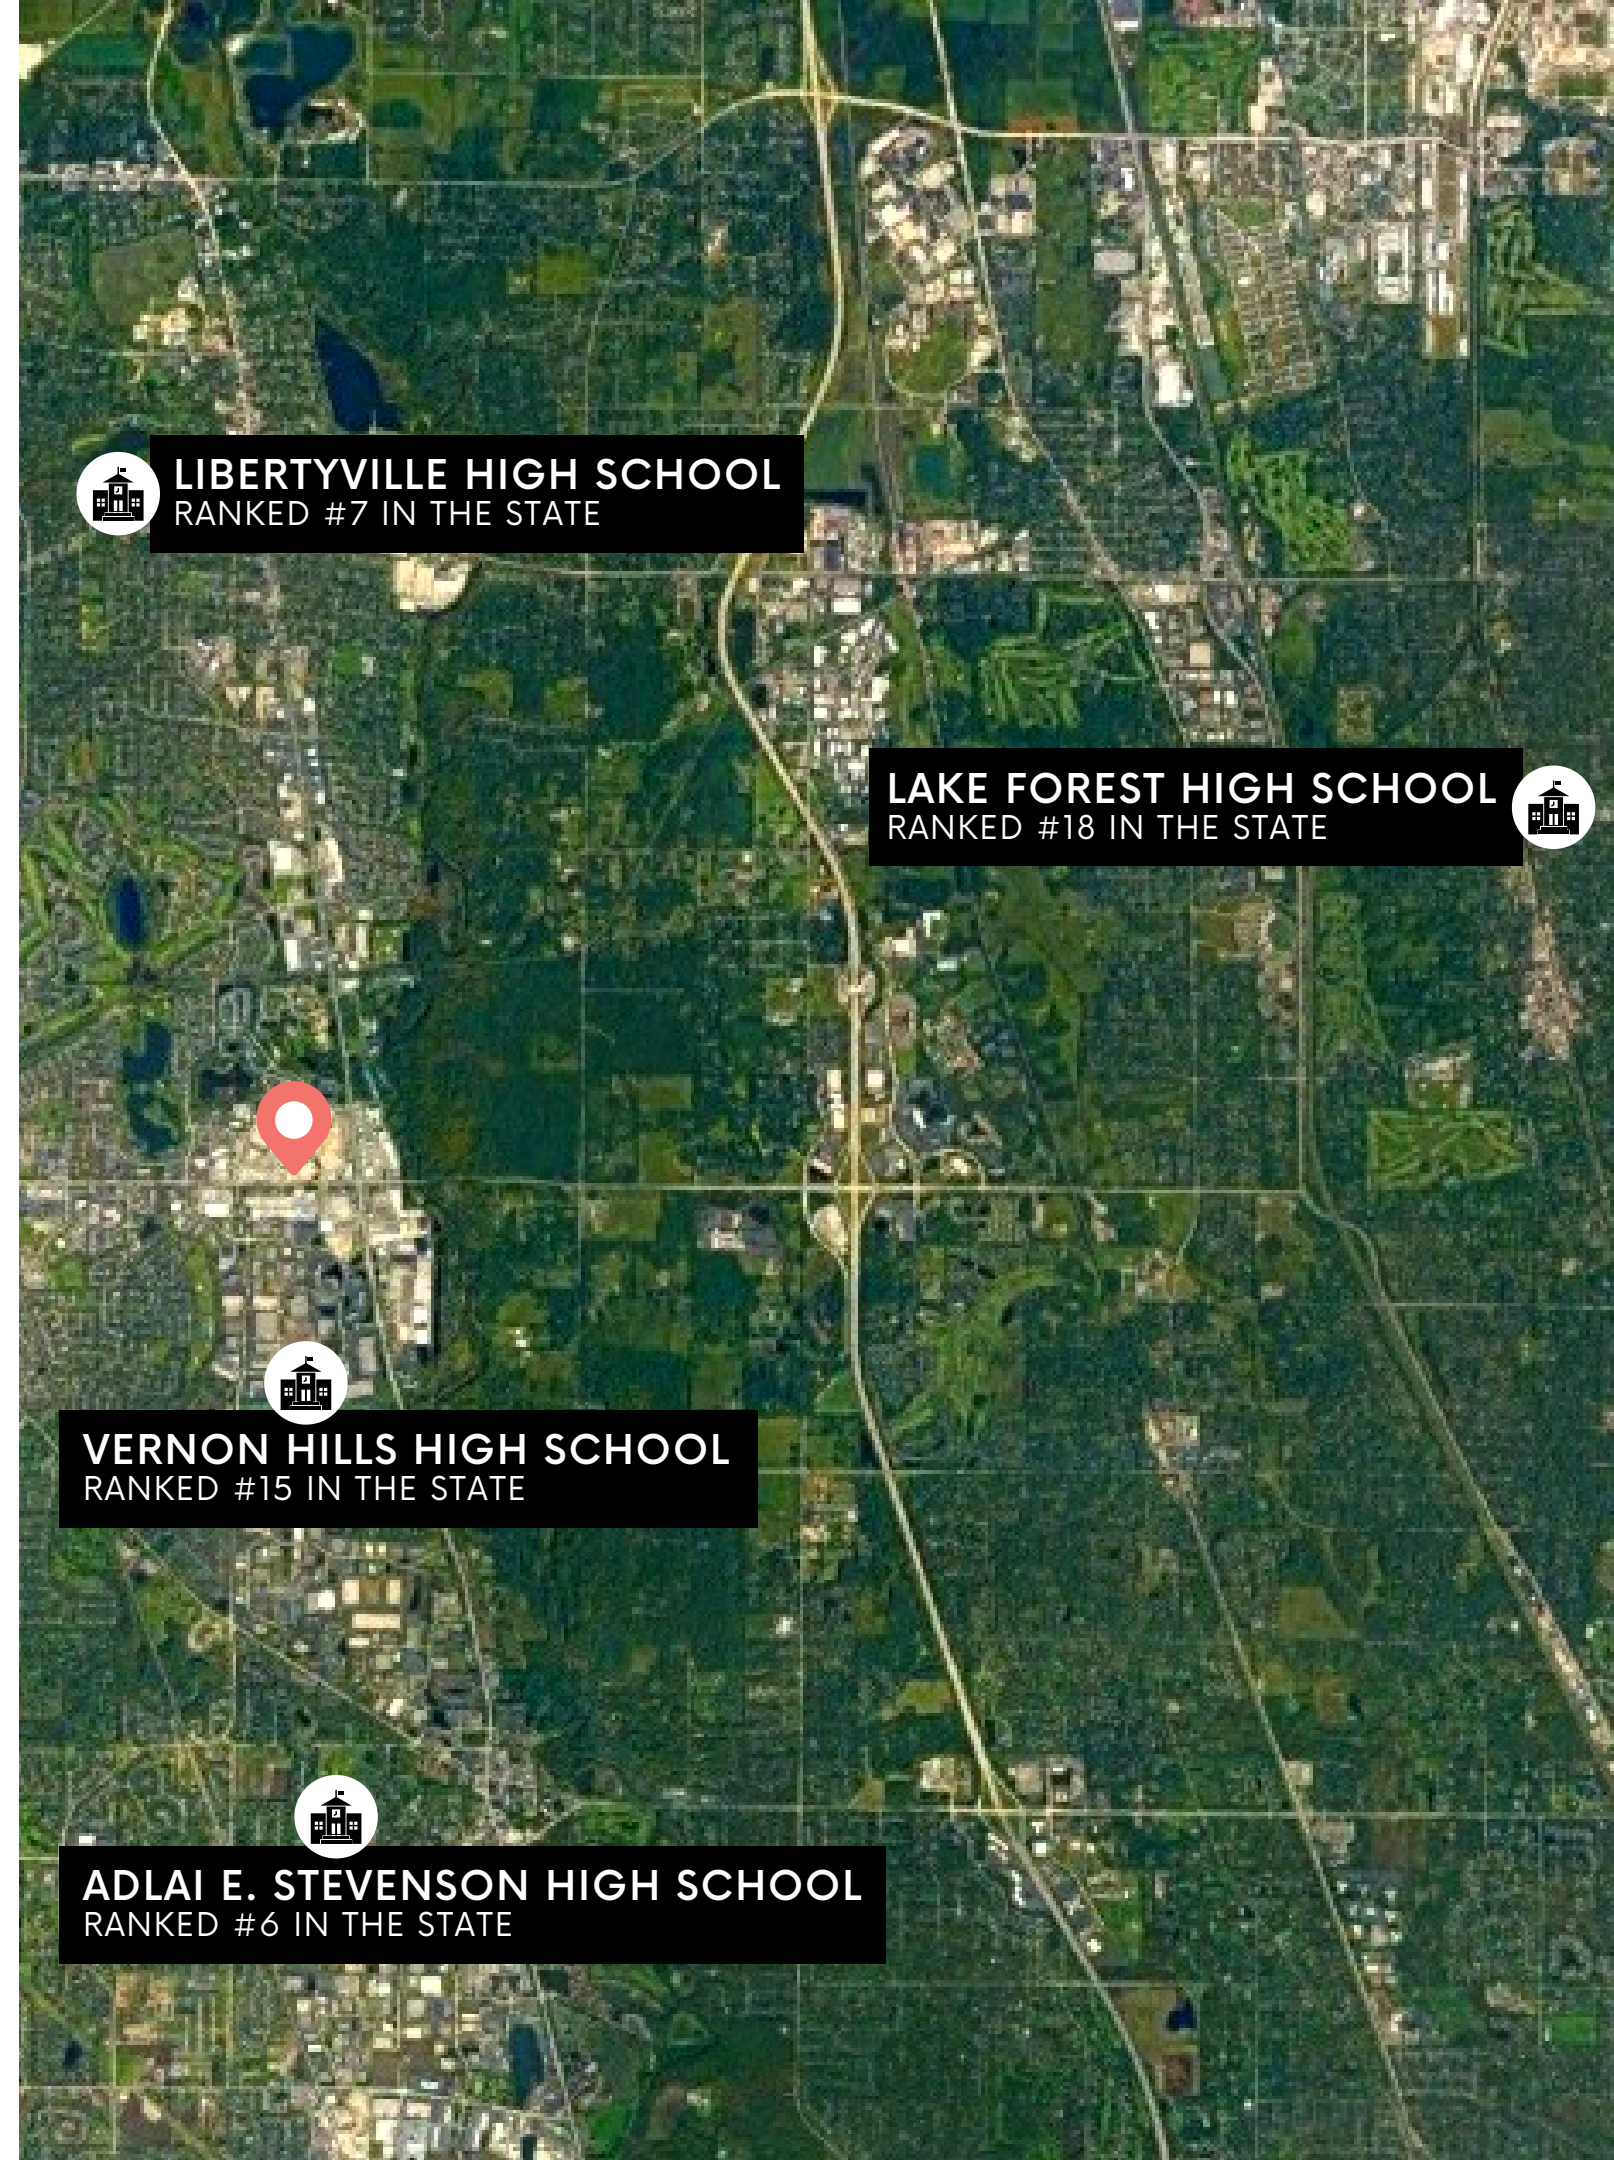 LIBERTYVILLE HIGH SCHOOL
RANKED #7 IN THE STATE
LAKE FOREST HIGH SCHOOL
RANKED #18 IN THE STATE
VERNON HILLS HIGH SCHOOL
RANKED #15 IN THE STATE
ADLAI E. STEVENSON HIGH SCHOOL
RANKED #6 IN THE STATE